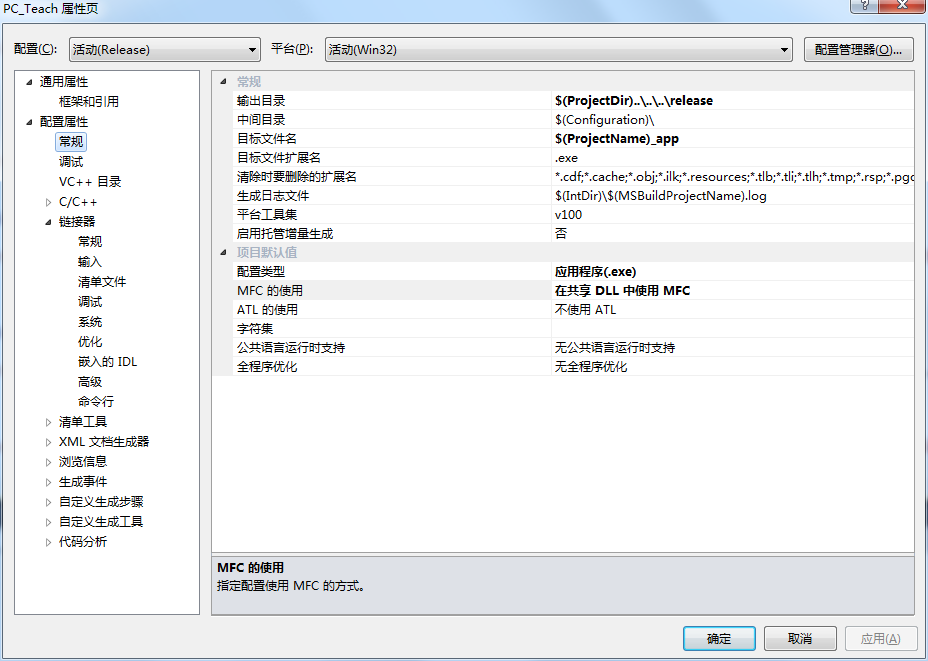 PC_Teach 属性页
配置(C): 活动(Release) 平台(P): 活动(Win32) 配置管理器(O)...
通用属性
框架和引用
配置属性
常规
调试
VC++ 目录
C/C++
链接器
常规
输入
清单文件
调试
系统
优化
嵌入的 IDL
高级
命令行
清单工具
XML 文档生成器
浏览信息
生成事件
自定义生成步骤
自定义生成工具
代码分析
常规
输出目录 $(ProjectDir)..\..\..\release
中间目录 $(Configuration)\
目标文件名 $(ProjectName)_app
目标文件扩展名 .exe
清除时要删除的扩展名 *.cdf;*.cache;*.obj;*.ilk;*.resources;*.tlb;*.tli;*.tlh;*.tmp;*.rsp;*.pgc
生成日志文件 $(IntDir)\$(MSBuildProjectName).log
平台工具集 v100
启用托管增量生成 否
项目默认值
配置类型 应用程序(.exe)
MFC 的使用 在共享 DLL 中使用 MFC
ATL 的使用 不使用 ATL
字符集
公共语言运行时支持 无公共语言运行时支持
全程序优化 无全程序优化
MFC 的使用
指定配置使用 MFC 的方式。
确定 取消 应用(A)